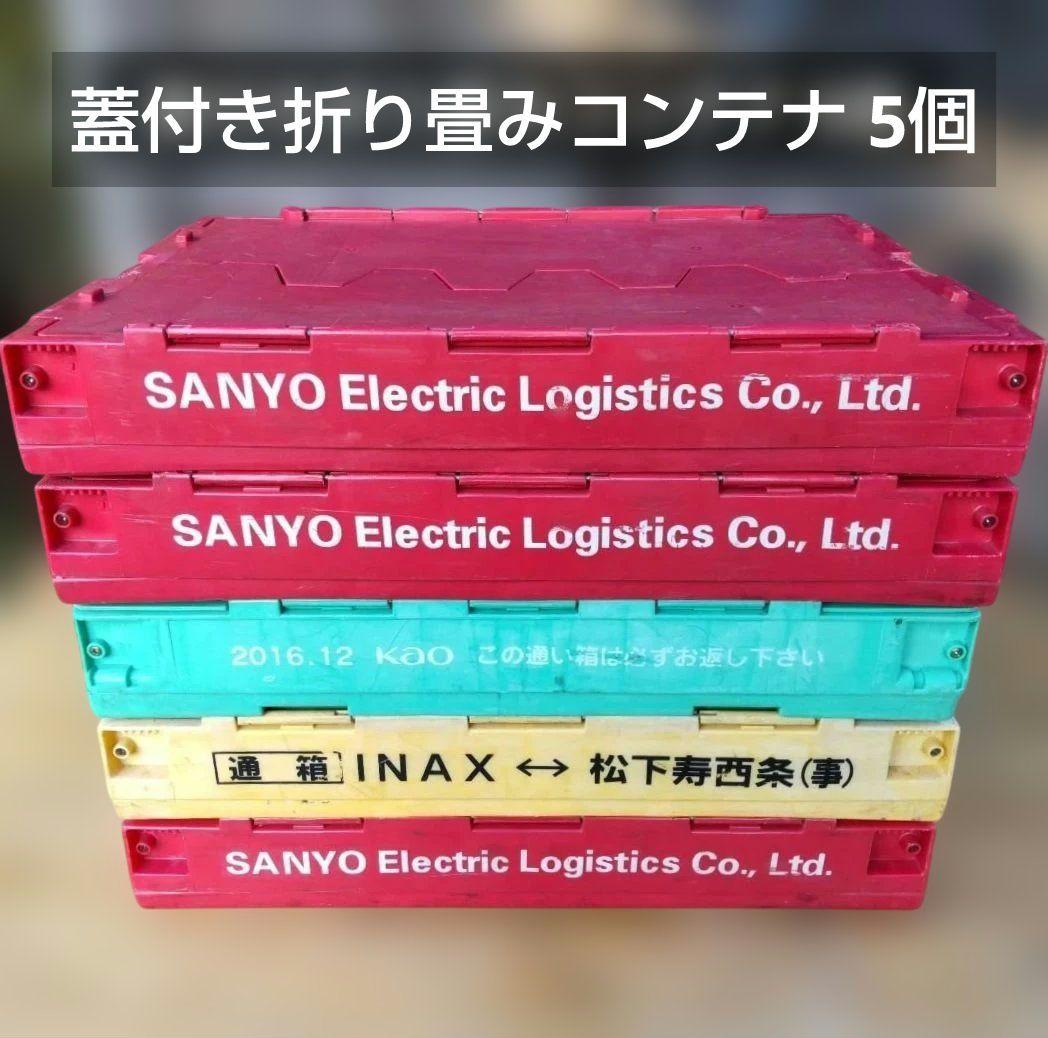 蓋付き折り畳みコンテナ 5個
SANYO Electric Logistics Co., Ltd.
SANYO Electric Logistics Co., Ltd.
2016.12 Kao この通い箱は必ずお返し下さい
通 箱 INAX ↔ 松下寿西条(事)
SANYO Electric Logistics Co., Ltd.